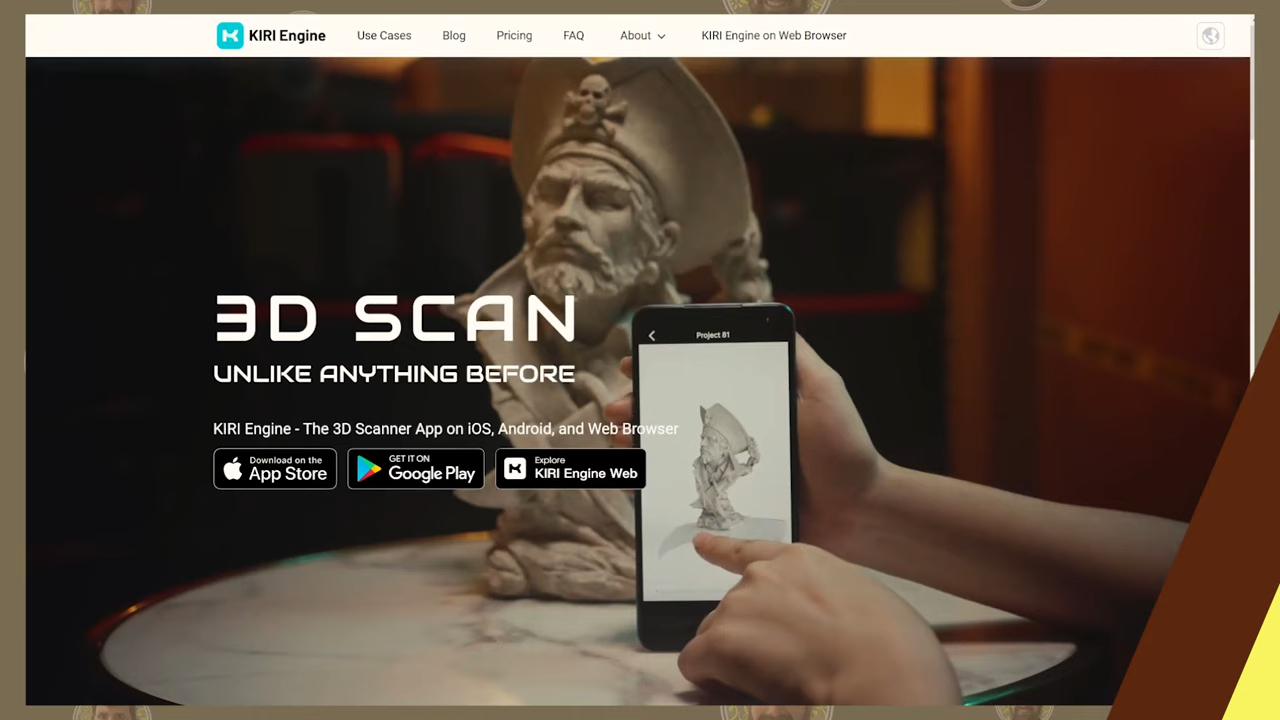 KIRI Engine
Use Cases
Blog
Pricing
FAQ
About
KIRI Engine on Web Browser
Project 81
3D SCAN
UNLIKE ANYTHING BEFORE
KIRI Engine - The 3D Scanner App on iOS, Android, and Web Browser
Download on the
App Store
GET IT ON
Google Play
Explore
KIRI Engine Web